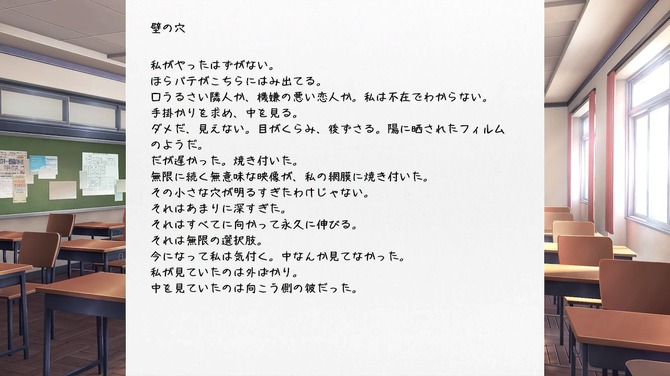 壁の穴
私がやったはずがない。
ほらパテがこちらにはみ出てる。
口うるさい隣人か、機嫌の悪い恋人か。私は不在でわからない。
手掛かりを求め、中を見る。
ダメだ、見えない。目がくらみ、後ずさる。陽に晒されたフィルム
のようだ。
だが遅かった。焼き付いた。
無限に続く無意味な映像が、私の網膜に焼き付いた。
その小さな穴が明るすぎたわけじゃない。
それはあまりに深すぎた。
それはすべてに向かって永久に伸びる。
それは無限の選択肢。
今になって私は気付く。中なんか見てなかった。
私が見ていたのは外ばかり。
中を見ていたのは向こう側の彼だった。